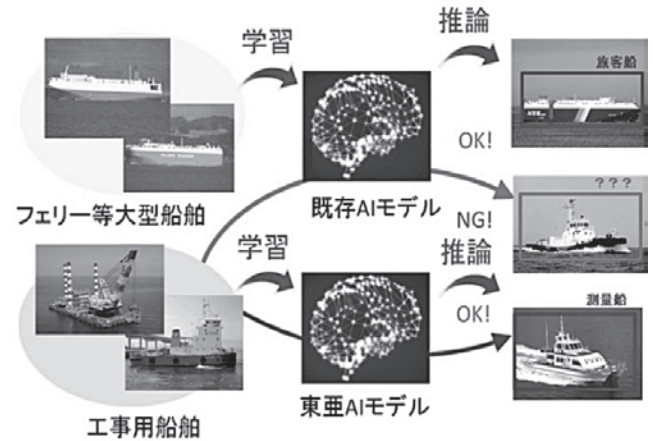 学習
推論
旅客船
OK!
フェリー等大型船舶
既存AIモデル
???
NG!
学習
推論
OK!
測量船
工事用船舶
東亜AIモデル